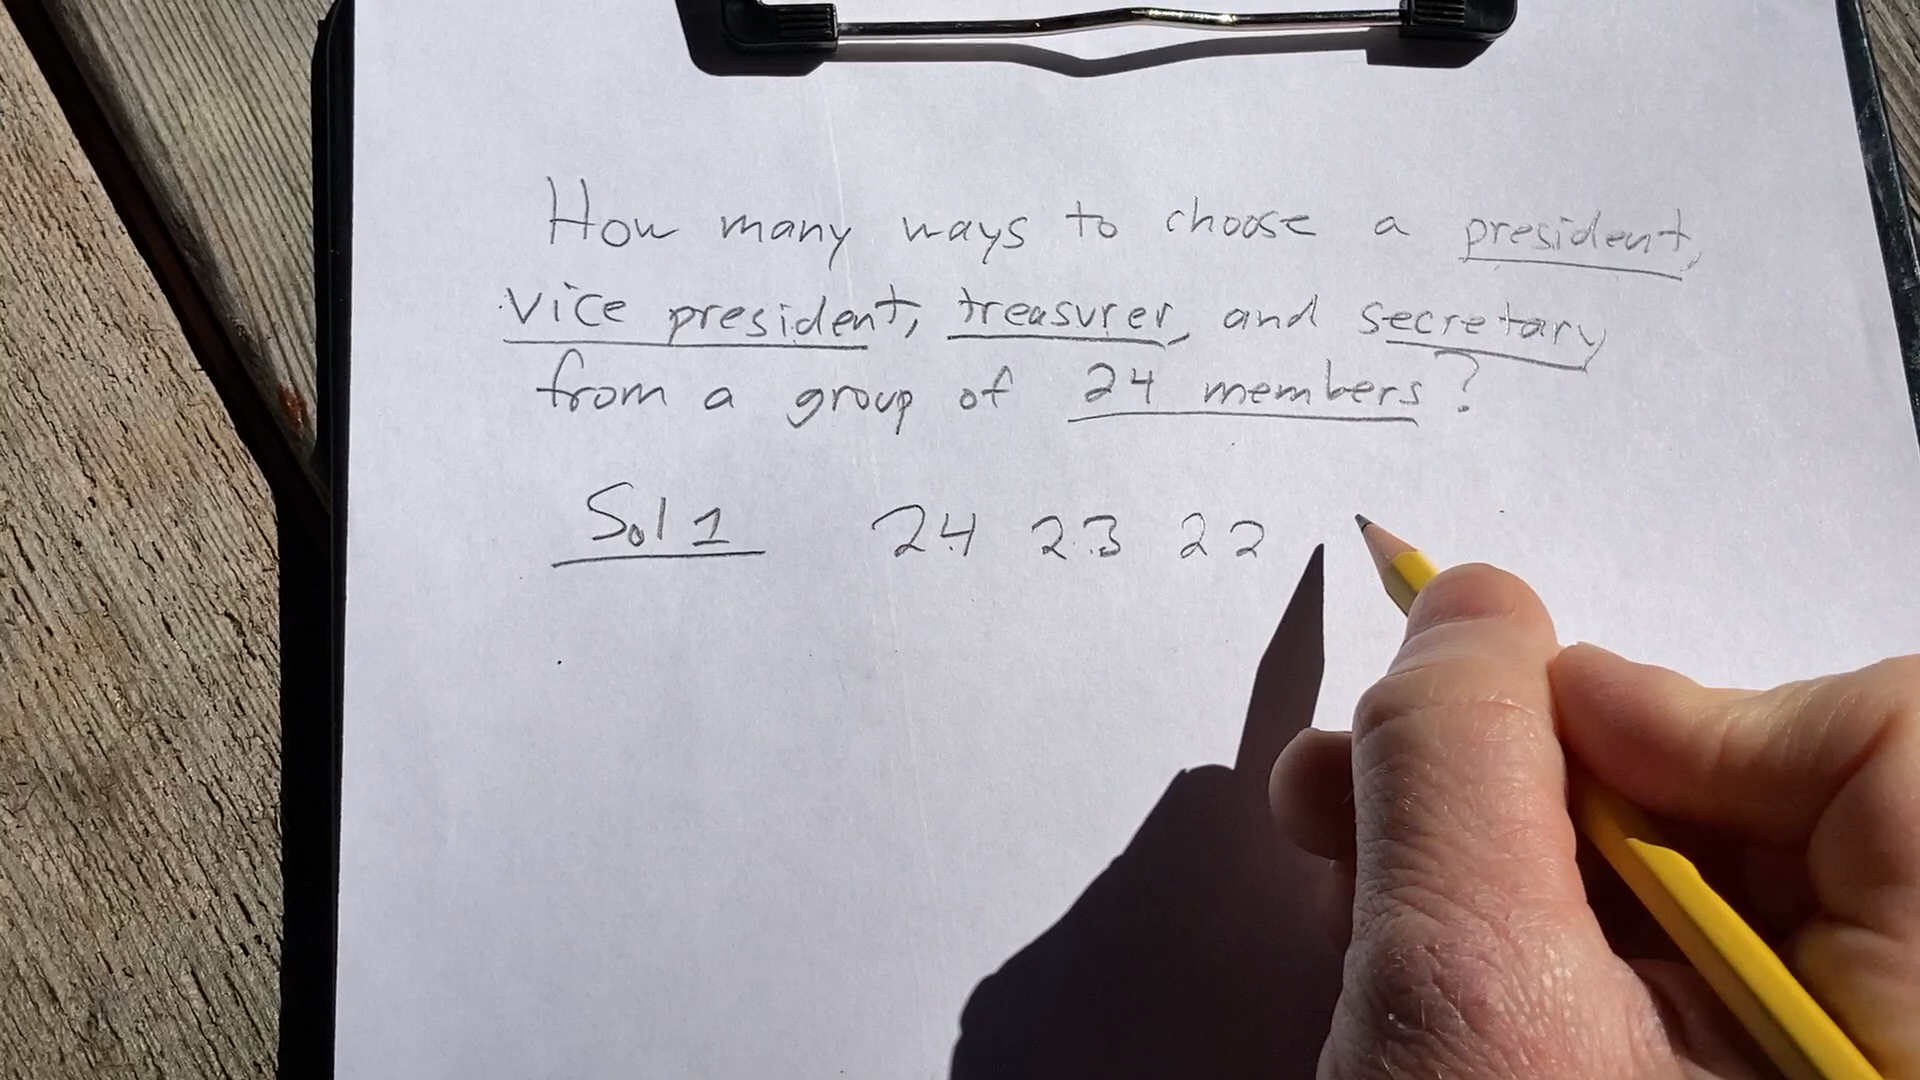 How many ways to choose a president,
vice president, treasurer, and secretary
from a group of 24 members?
Sol 1 24 23 22